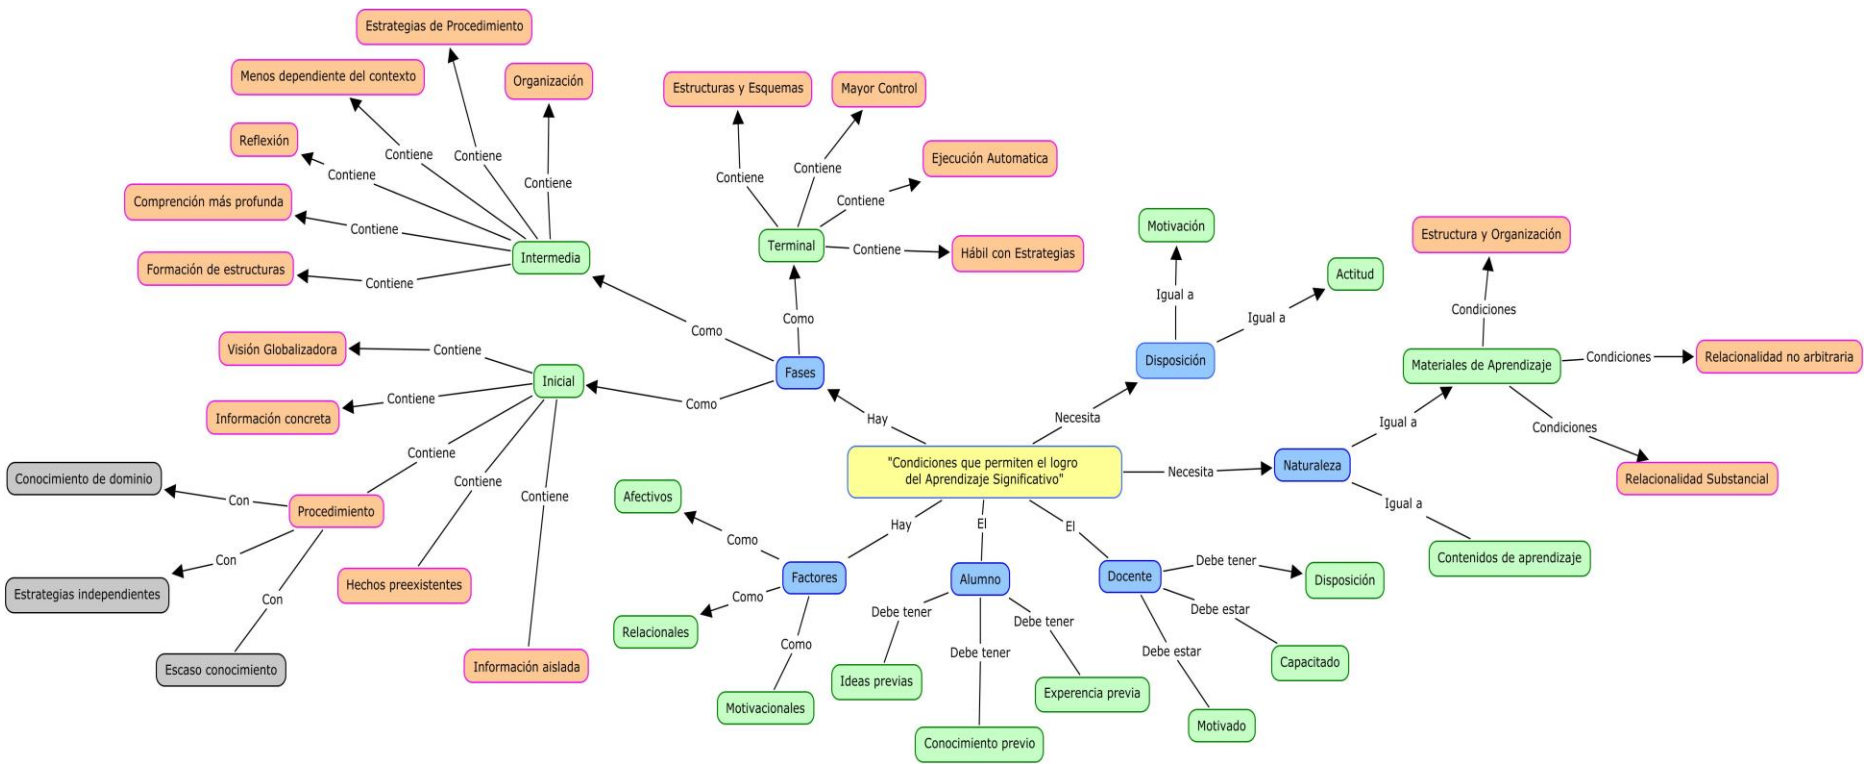 Estrategias de Procedimiento
Menos dependiente del contexto
Organización
Reflexión
Comprención más profunda
Formación de estructuras
Contiene
Contiene
Contiene
Contiene
Contiene
Contiene
Intermedia
Estructuras y Esquemas
Mayor Control
Ejecución Automatica
Hábil con Estrategias
Contiene
Contiene
Contiene
Contiene
Terminal
Como
Como
Como
Fases
Hay
Visión Globalizadora
Contiene
Inicial
Información concreta
Contiene
Contiene
Contiene
Contiene
Procedimiento
Conocimiento de dominio
Con
Estrategias independientes
Con
Escaso conocimiento
Con
Hechos preexistentes
Información aislada
Motivación
Igual a
Actitud
Igual a
Disposición
Necesita
"Condiciones que permiten el logro
del Aprendizaje Significativo"
Necesita
Naturaleza
Igual a
Materiales de Aprendizaje
Condiciones
Estructura y Organización
Condiciones
Relacionalidad no arbitraria
Condiciones
Relacionalidad Substancial
Igual a
Contenidos de aprendizaje
Hay
Factores
Como
Afectivos
Como
Relacionales
Como
Motivacionales
El
Alumno
Debe tener
Ideas previas
Debe tener
Conocimiento previo
Debe tener
Experencia previa
El
Docente
Debe tener
Disposición
Debe estar
Capacitado
Debe estar
Motivado